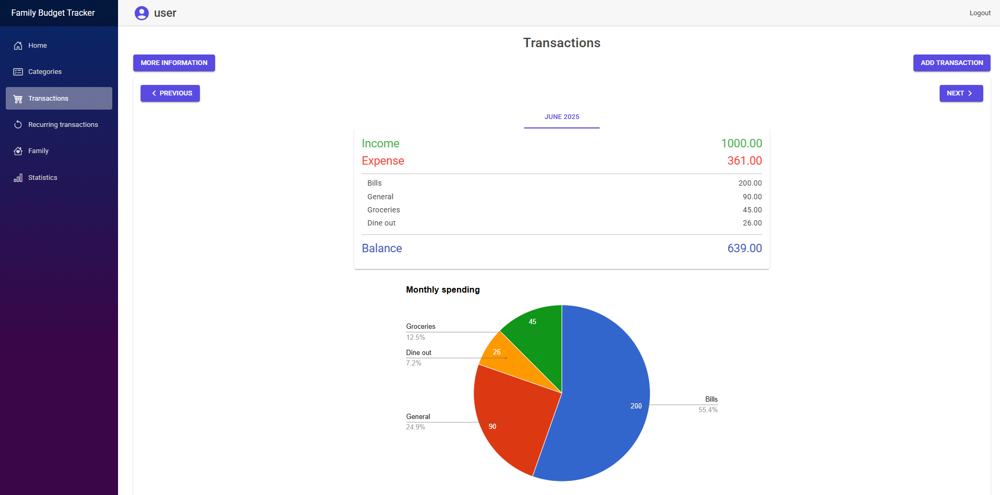 Family Budget Tracker
user
Logout
Home
Categories
Transactions
Recurring transactions
Family
Statistics
Transactions
MORE INFORMATION
ADD TRANSACTION
PREVIOUS
NEXT
JUNE 2025
Income 1000.00
Expense 361.00
Bills 200.00
General 90.00
Groceries 45.00
Dine out 26.00
Balance 639.00
Monthly spending
45
Groceries
12.5%
26
Dine out
7.2%
Bills
200
55.4%
General
90
24.9%